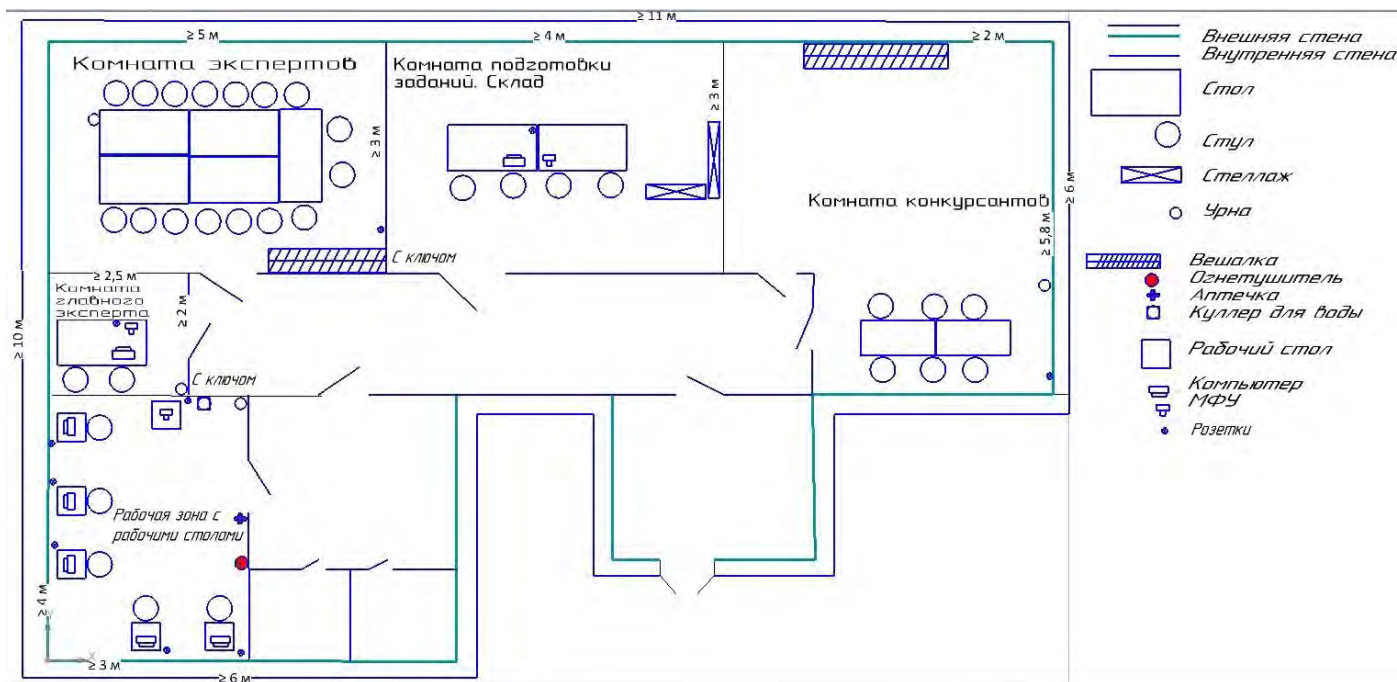 ≥ 11 м
≥ 5 м
≥ 4 м
≥ 2 м
Комната экспертов
Комната подготовки
заданий. Склад
≥ 3 м
≥ 3 м
≥ 6 м
Комната конкурсантов
≥ 5,8 м
С ключом
≥ 2,5 м
Комната
главного
эксперта
≥ 2 м
≥ 10 м
С ключом
Рабочая зона с
рабочими столами
≥ 4 м
Y
X
≥ 3 м
≥ 6 м
Внешняя стена
Внутренняя стена
Стол
Стул
Стеллаж
Урна
Вешалка
Огнетушитель
Аптечка
Куллер для воды
Рабочий стол
Компьютер
МФУ
Розетки